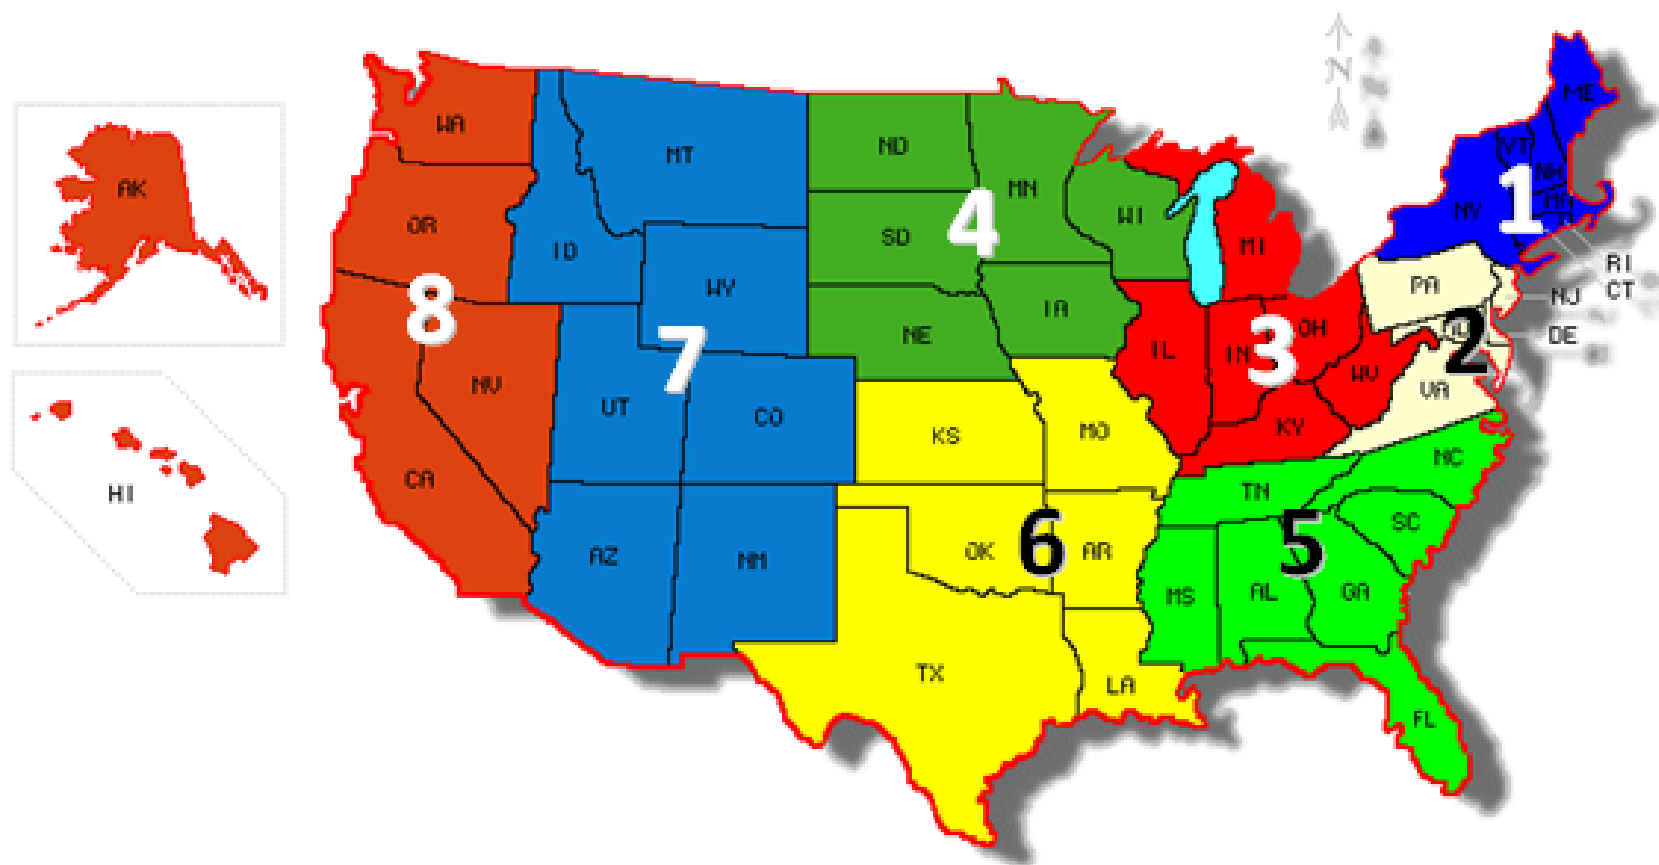 N
ME
WA
VT
MT
ND
NH
AK
MN
MA
NY
1
WI
4
OR
SD
MI
ID
RI
PA
WY
CT
NJ
8
IA
OH
NE
DE
7
IN
3
2
IL
WV
NV
VA
UT
CO
KS
MO
KY
NC
CA
HI
TN
SC
6
5
AZ
NM
OK
AR
MS
AL
GA
TX
LA
FL